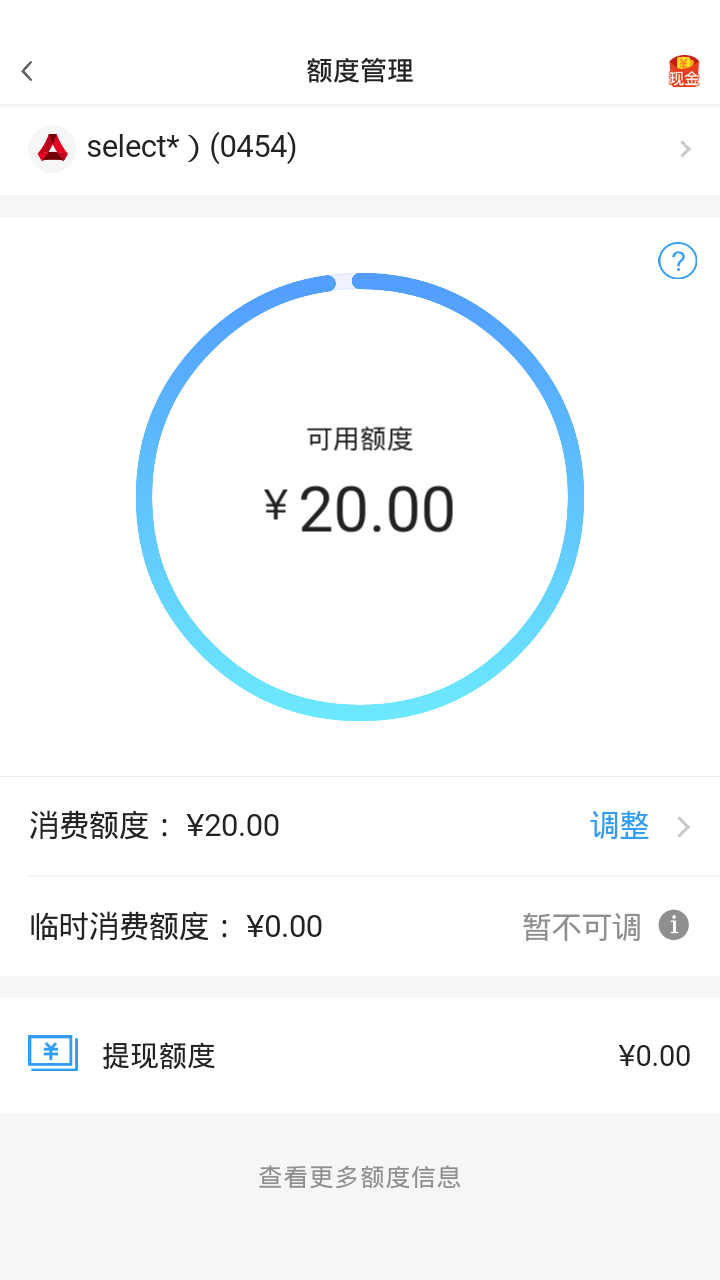 额度管理
现金
select* ）(0454)
?
可用额度
¥ 20.00
消费额度： ¥20.00 调整
临时消费额度： ¥0.00 暂不可调
提现额度 ¥0.00
查看更多额度信息